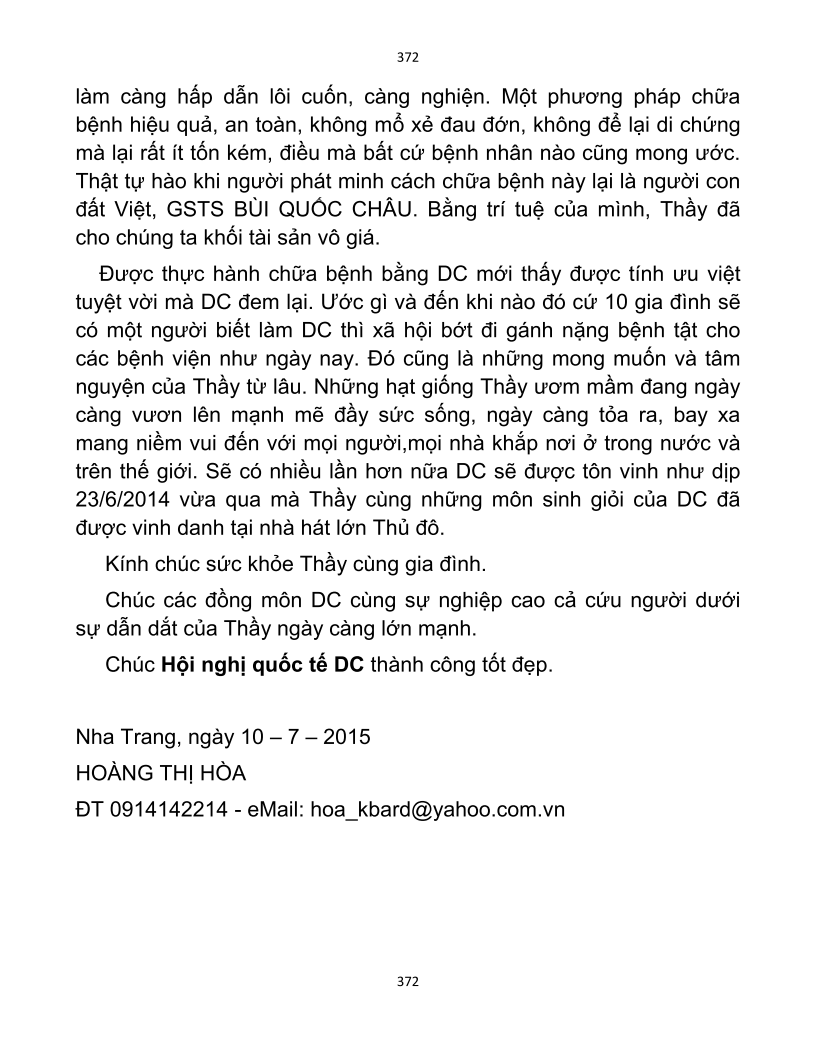 372
làm càng hấp dẫn lôi cuốn, càng nghiện. Một phương pháp chữa
bệnh hiệu quả, an toàn, không mổ xẻ đau đớn, không để lại di chứng
mà lại rất ít tốn kém, điều mà bất cứ bệnh nhân nào cũng mong ước.
Thật tự hào khi người phát minh cách chữa bệnh này lại là người con
đất Việt, GSTS BÙI QUỐC CHÂU. Bằng trí tuệ của mình, Thầy đã
cho chúng ta khối tài sản vô giá.
Được thực hành chữa bệnh bằng DC mới thấy được tính ưu việt
tuyệt vời mà DC đem lại. Ước gì và đến khi nào đó cứ 10 gia đình sẽ
có một người biết làm DC thì xã hội bớt đi gánh nặng bệnh tật cho
các bệnh viện như ngày nay. Đó cũng là những mong muốn và tâm
nguyện của Thầy từ lâu. Những hạt giống Thầy ươm mầm đang ngày
càng vươn lên mạnh mẽ đầy sức sống, ngày càng tỏa ra, bay xa
mang niềm vui đến với mọi người,mọi nhà khắp nơi ở trong nước và
trên thế giới. Sẽ có nhiều lần hơn nữa DC sẽ được tôn vinh như dịp
23/6/2014 vừa qua mà Thầy cùng những môn sinh giỏi của DC đã
được vinh danh tại nhà hát lớn Thủ đô.
Kính chúc sức khỏe Thầy cùng gia đình.
Chúc các đồng môn DC cùng sự nghiệp cao cả cứu người dưới
sự dẫn dắt của Thầy ngày càng lớn mạnh.
Chúc Hội nghị quốc tế DC thành công tốt đẹp.
Nha Trang, ngày 10 – 7 – 2015
HOÀNG THỊ HÒA
ĐT 0914142214 - eMail: hoa_kbard@yahoo.com.vn
372